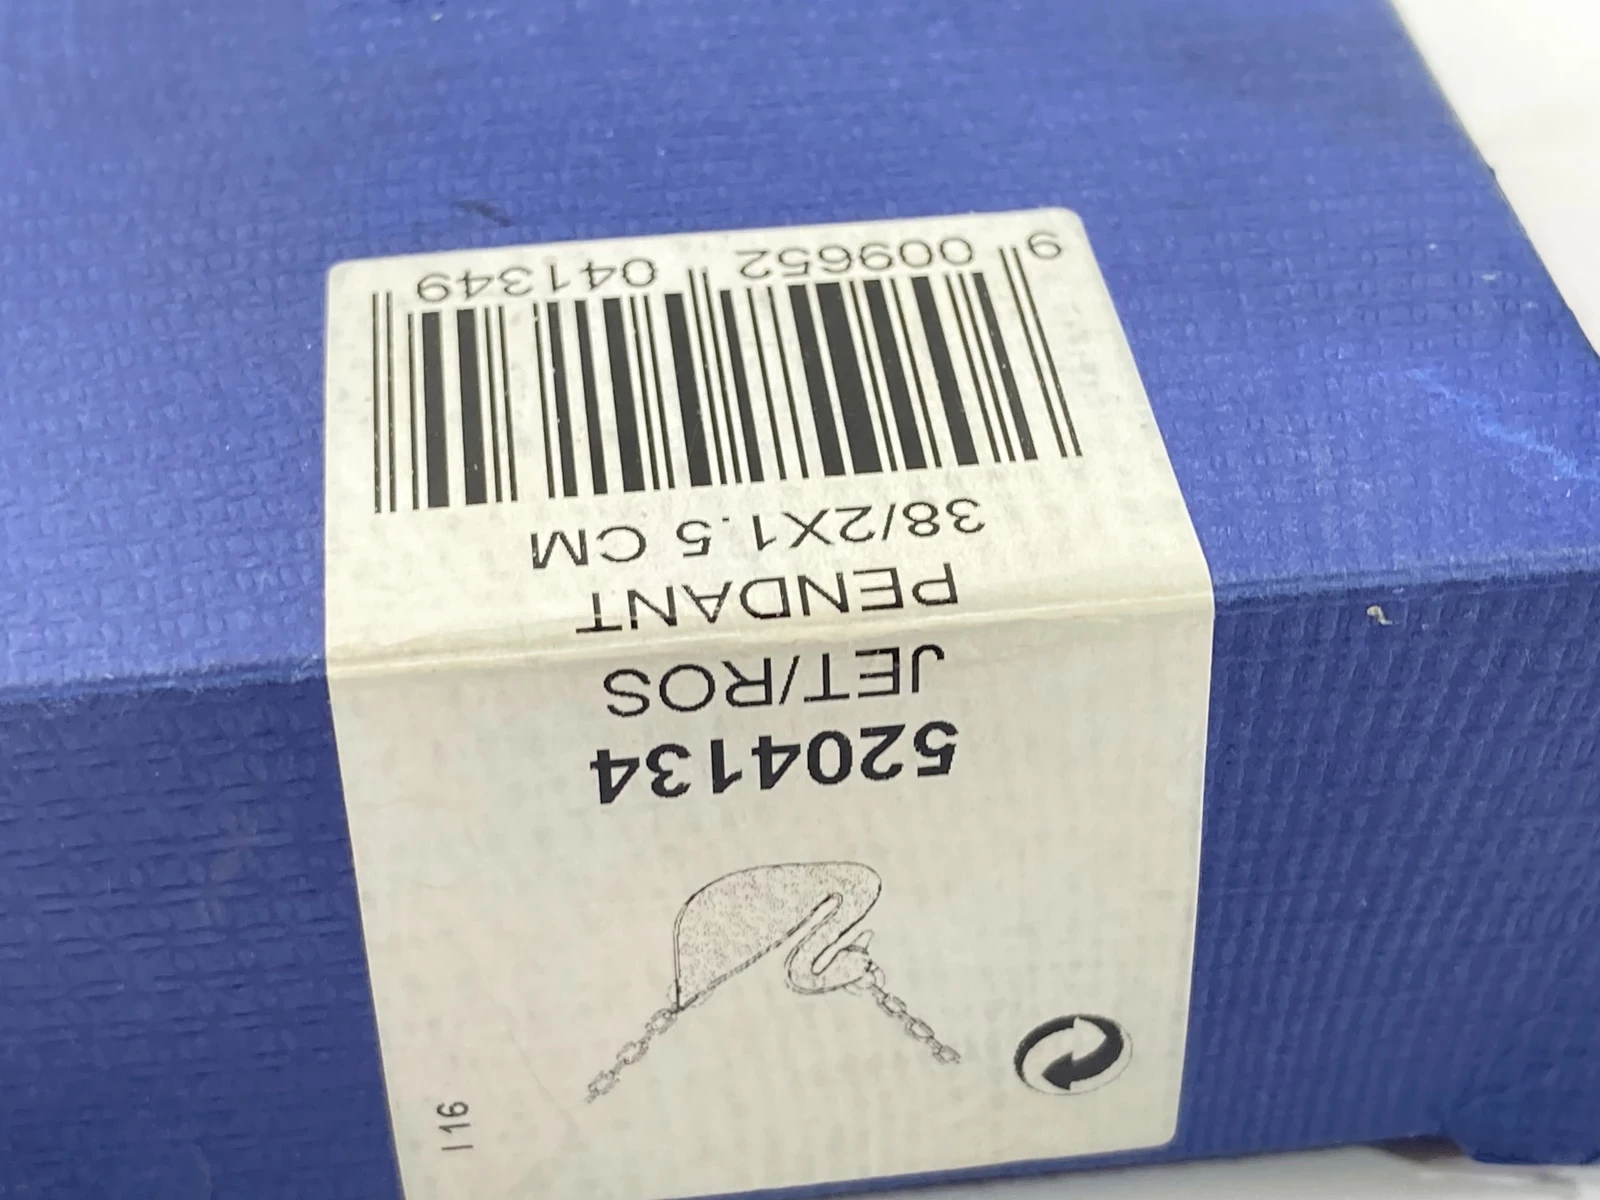 I 16
5204134
JET/ROS
PENDANT
38/2X1.5 CM
9 009652 041349